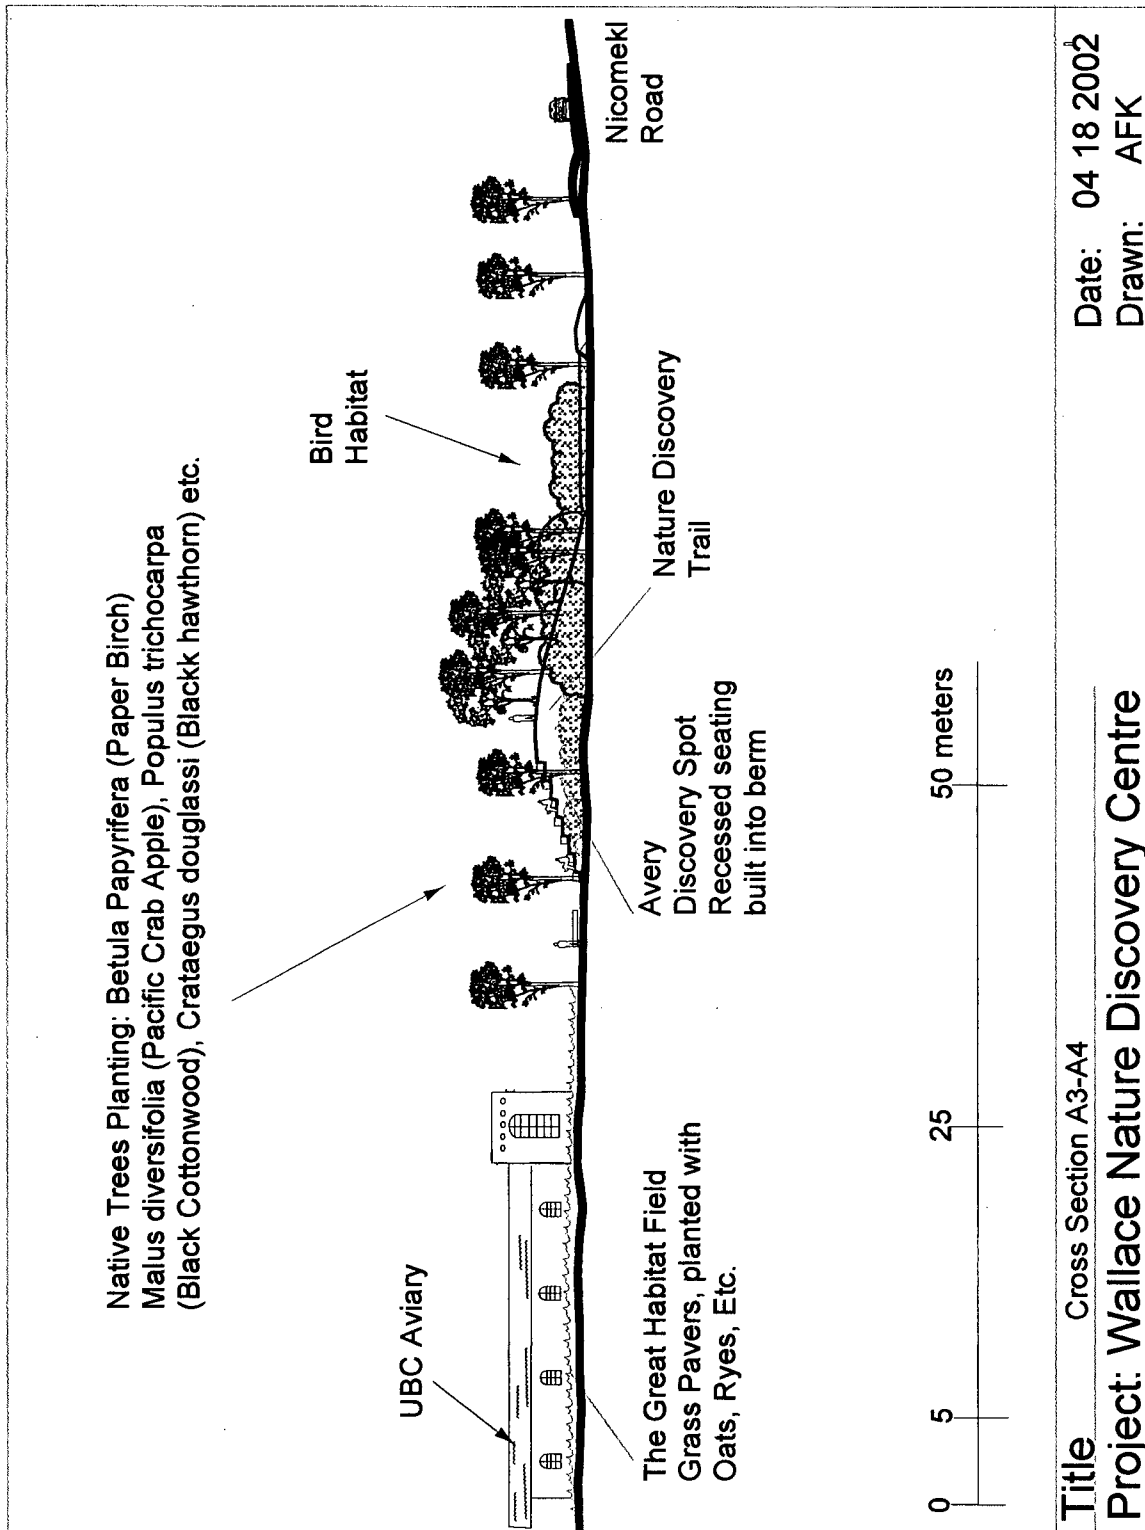 Native Trees Planting: Betula Papyrifera (Paper Birch)
Malus diversifolia (Pacific Crab Apple), Populus trichocarpa
(Black Cottonwood), Crataegus douglassi (Blackk hawthorn) etc.
Bird
Habitat
UBC Aviary
Nicomekl
Road
Nature Discovery
Trail
Avery
Discovery Spot
Recessed seating
built into berm
The Great Habitat Field
Grass Pavers, planted with
Oats, Ryes, Etc.
0 5 25 50 meters
Title Cross Section A3-A4
Project: Wallace Nature Discovery Centre
Date: 04 18 2002
Drawn: AFK